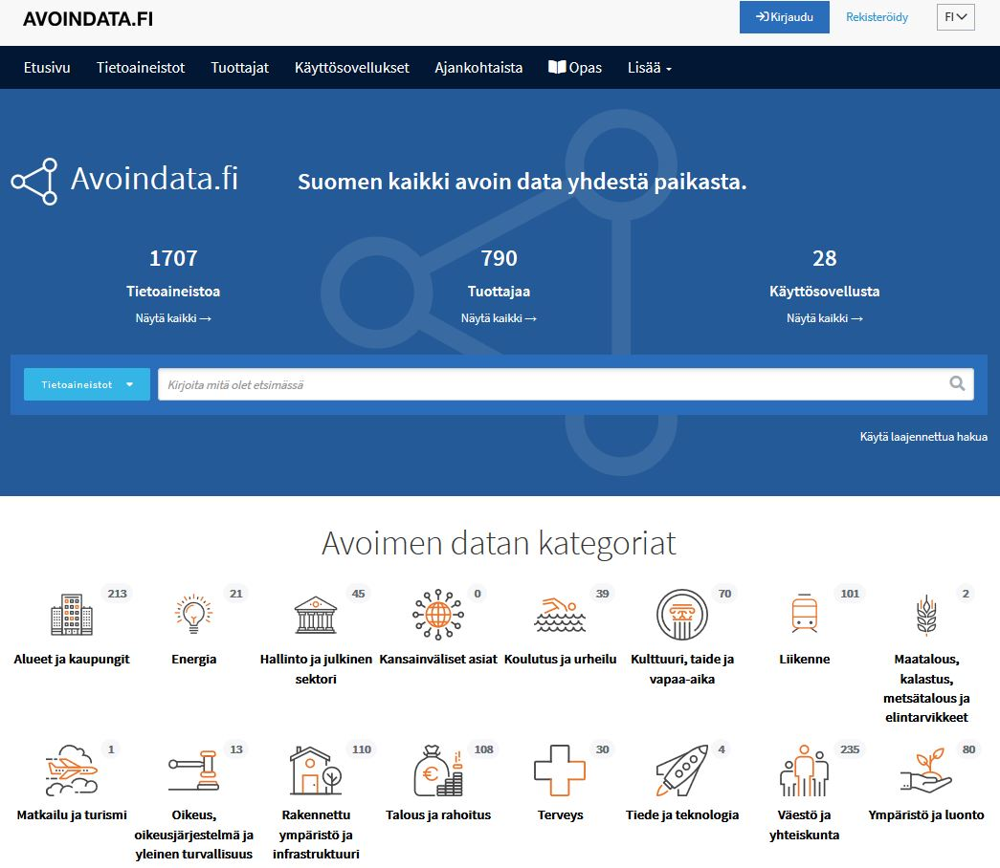 AVOINDATA.FI
Kirjaudu Rekisteröidy FI
Etusivu Tietoaineistot Tuottajat Käyttösovellukset Ajankohtaista Opas Lisää
Avoindata.fi Suomen kaikki avoin data yhdestä paikasta.
1707 790 28
Tietoaineistoa Tuottajaa Käyttösovellusta
Näytä kaikki → Näytä kaikki → Näytä kaikki →
Tietoaineistot Kirjoita mitä olet etsimässä
Käytä laajennettua hakua
Avoimen datan kategoriat
213 21 45 0 39 70 101 2
Alueet ja kaupungit Energia Hallinto ja julkinen Kansainväliset asiat Koulutus ja urheilu Kulttuuri, taide ja Liikenne Maatalous,
sektori vapaa-aika kalastus,
metsätalous ja
elintarvikkeet
1 13 110 108 30 4 235 80
Matkailu ja turismi Oikeus, Rakennettu Talous ja rahoitus Terveys Tiede ja teknologia Väestö ja Ympäristö ja luonto
oikeusjärjestelmä ja ympäristö ja yhteiskunta
yleinen turvallisuus infrastruktuuri